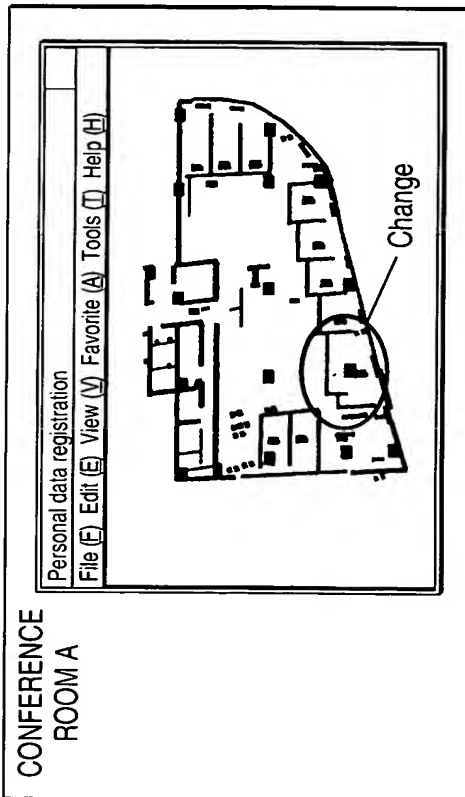 CONFERENCE
ROOM A
Personal data registration
File (F) Edit (E) View (V) Favorite (A) Tools (T) Help (H)
Change